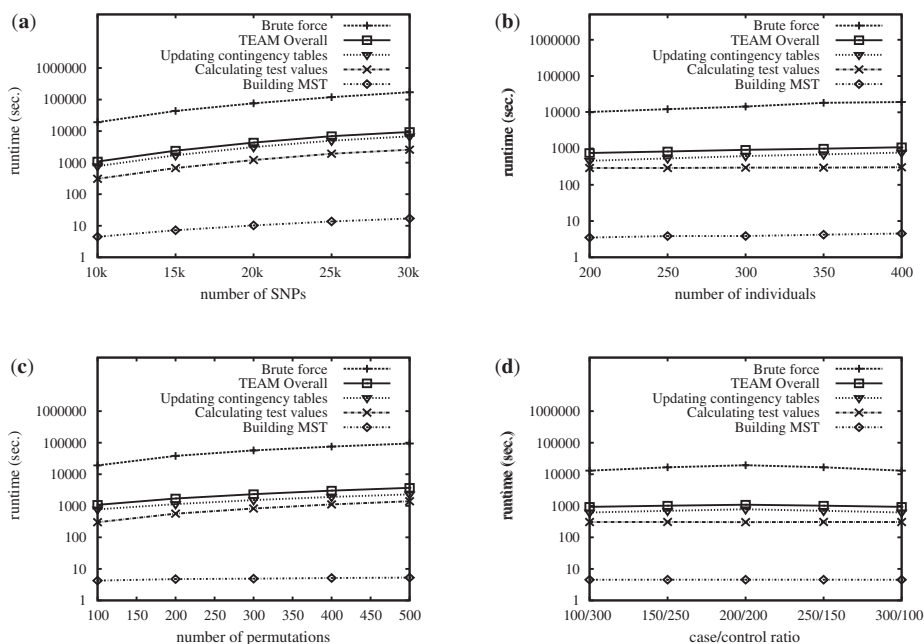 (a)
Brute force
TEAM Overall
Updating contingency tables
Calculating test values
Building MST
1000000
100000
10000
1000
100
10
1
runtime (sec.)
10k 15k 20k 25k 30k
number of SNPs
(b)
Brute force
TEAM Overall
Updating contingency tables
Calculating test values
Building MST
1000000
100000
10000
1000
100
10
1
runtime (sec.)
200 250 300 350 400
number of individuals
(c)
Brute force
TEAM Overall
Updating contingency tables
Calculating test values
Building MST
1000000
100000
10000
1000
100
10
1
runtime (sec.)
100 150 200 250 300 350 400 450 500
number of permutations
(d)
Brute force
TEAM Overall
Updating contingency tables
Calculating test values
Building MST
1000000
100000
10000
1000
100
10
1
runtime (sec.)
100/300 150/250 200/200 250/150 300/100
case/control ratio